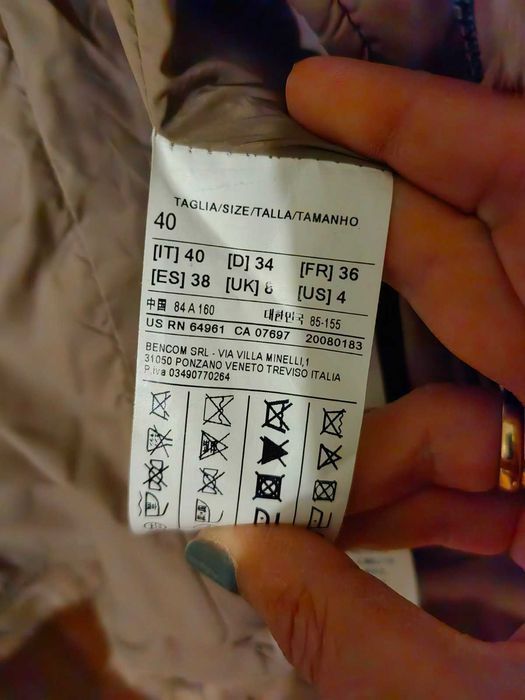 TAGLIA/SIZE/TALLA/TAMANHO
40
[IT] 40 [D] 34 [FR] 36
[ES] 38 [UK] 8 [US] 4
中国 84 A 160 대한민국 85-155
US RN 64961 CA 07697 20080183
BENCOM SRL - VIA VILLA MINELLI,1
31050 PONZANO VENETO TREVISO ITALIA
P.Iva 03490770264